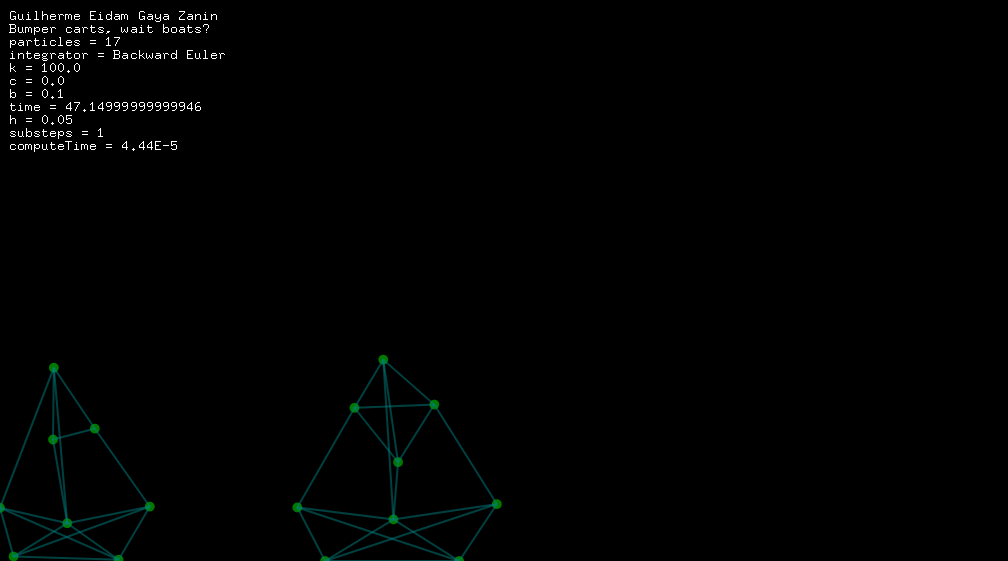 Guilherme Eidam Gaya Zanin
Bumper carts, wait boats?
particles = 17
integrator = Backward Euler
k = 100.0
c = 0.0
b = 0.1
time = 47.14999999999946
h = 0.05
substeps = 1
computeTime = 4.44E-5